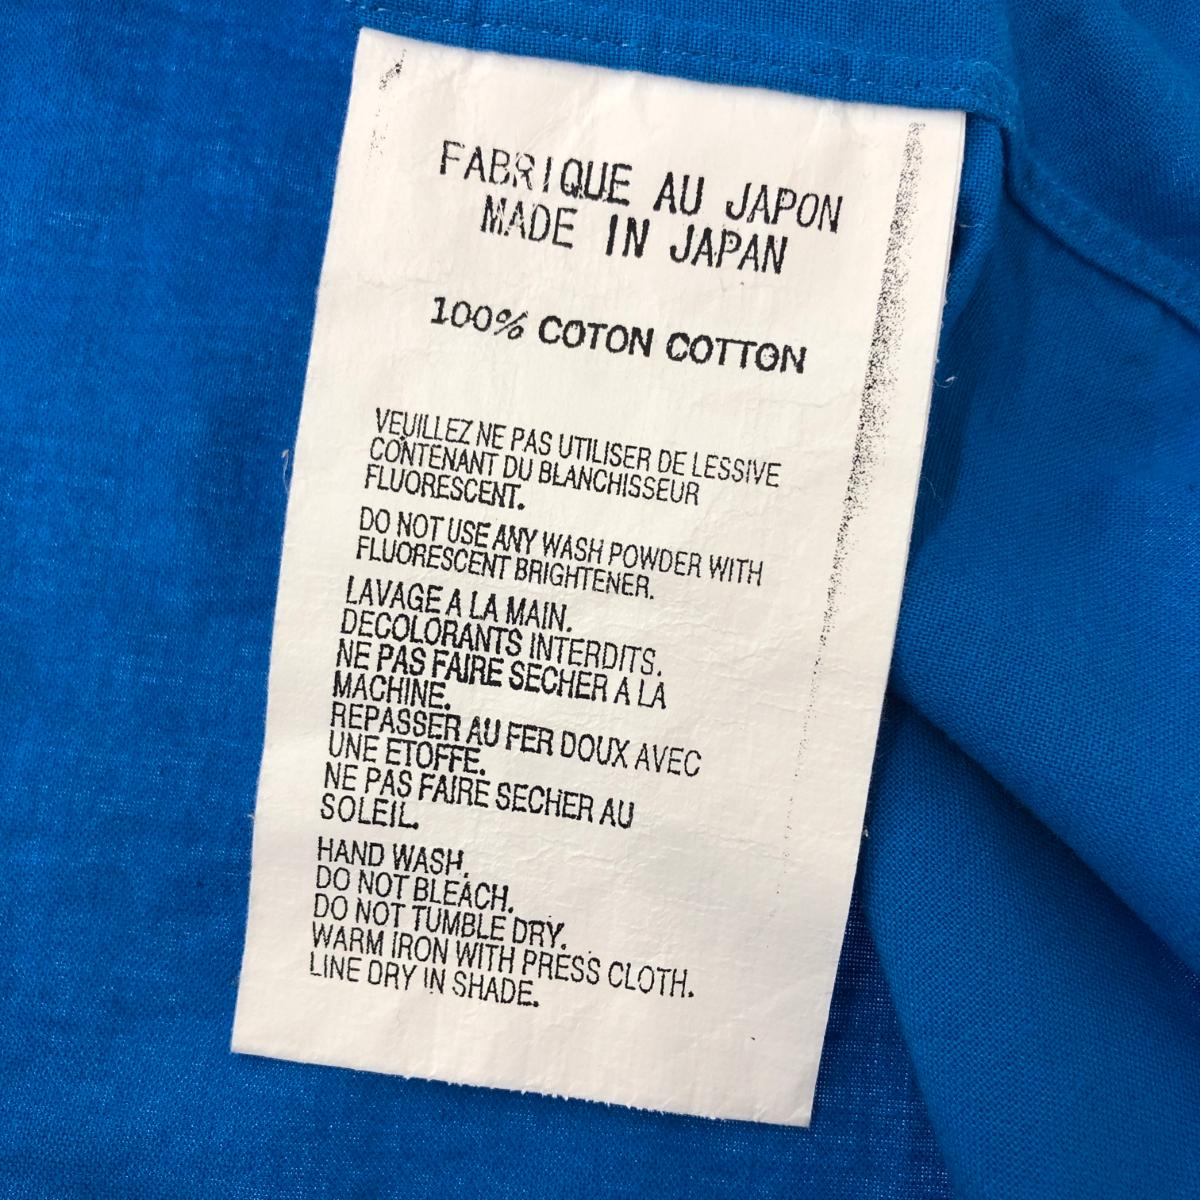 FABRIQUE AU JAPON
MADE IN JAPAN
100% COTON COTTON
VEUILLEZ NE PAS UTILISER DE LESSIVE
CONTENANT DU BLANCHISSEUR
FLUORESCENT.
DO NOT USE ANY WASH POWDER WITH
FLUORESCENT BRIGHTENER.
LAVAGE A LA MAIN.
DECOLORANTS INTERDITS.
NE PAS FAIRE SECHER A LA
MACHINE.
REPASSER AU FER DOUX AVEC
UNE ETOFFE.
NE PAS FAIRE SECHER AU
SOLEIL.
HAND WASH.
DO NOT BLEACH.
DO NOT TUMBLE DRY.
WARM IRON WITH PRESS CLOTH.
LINE DRY IN SHADE.